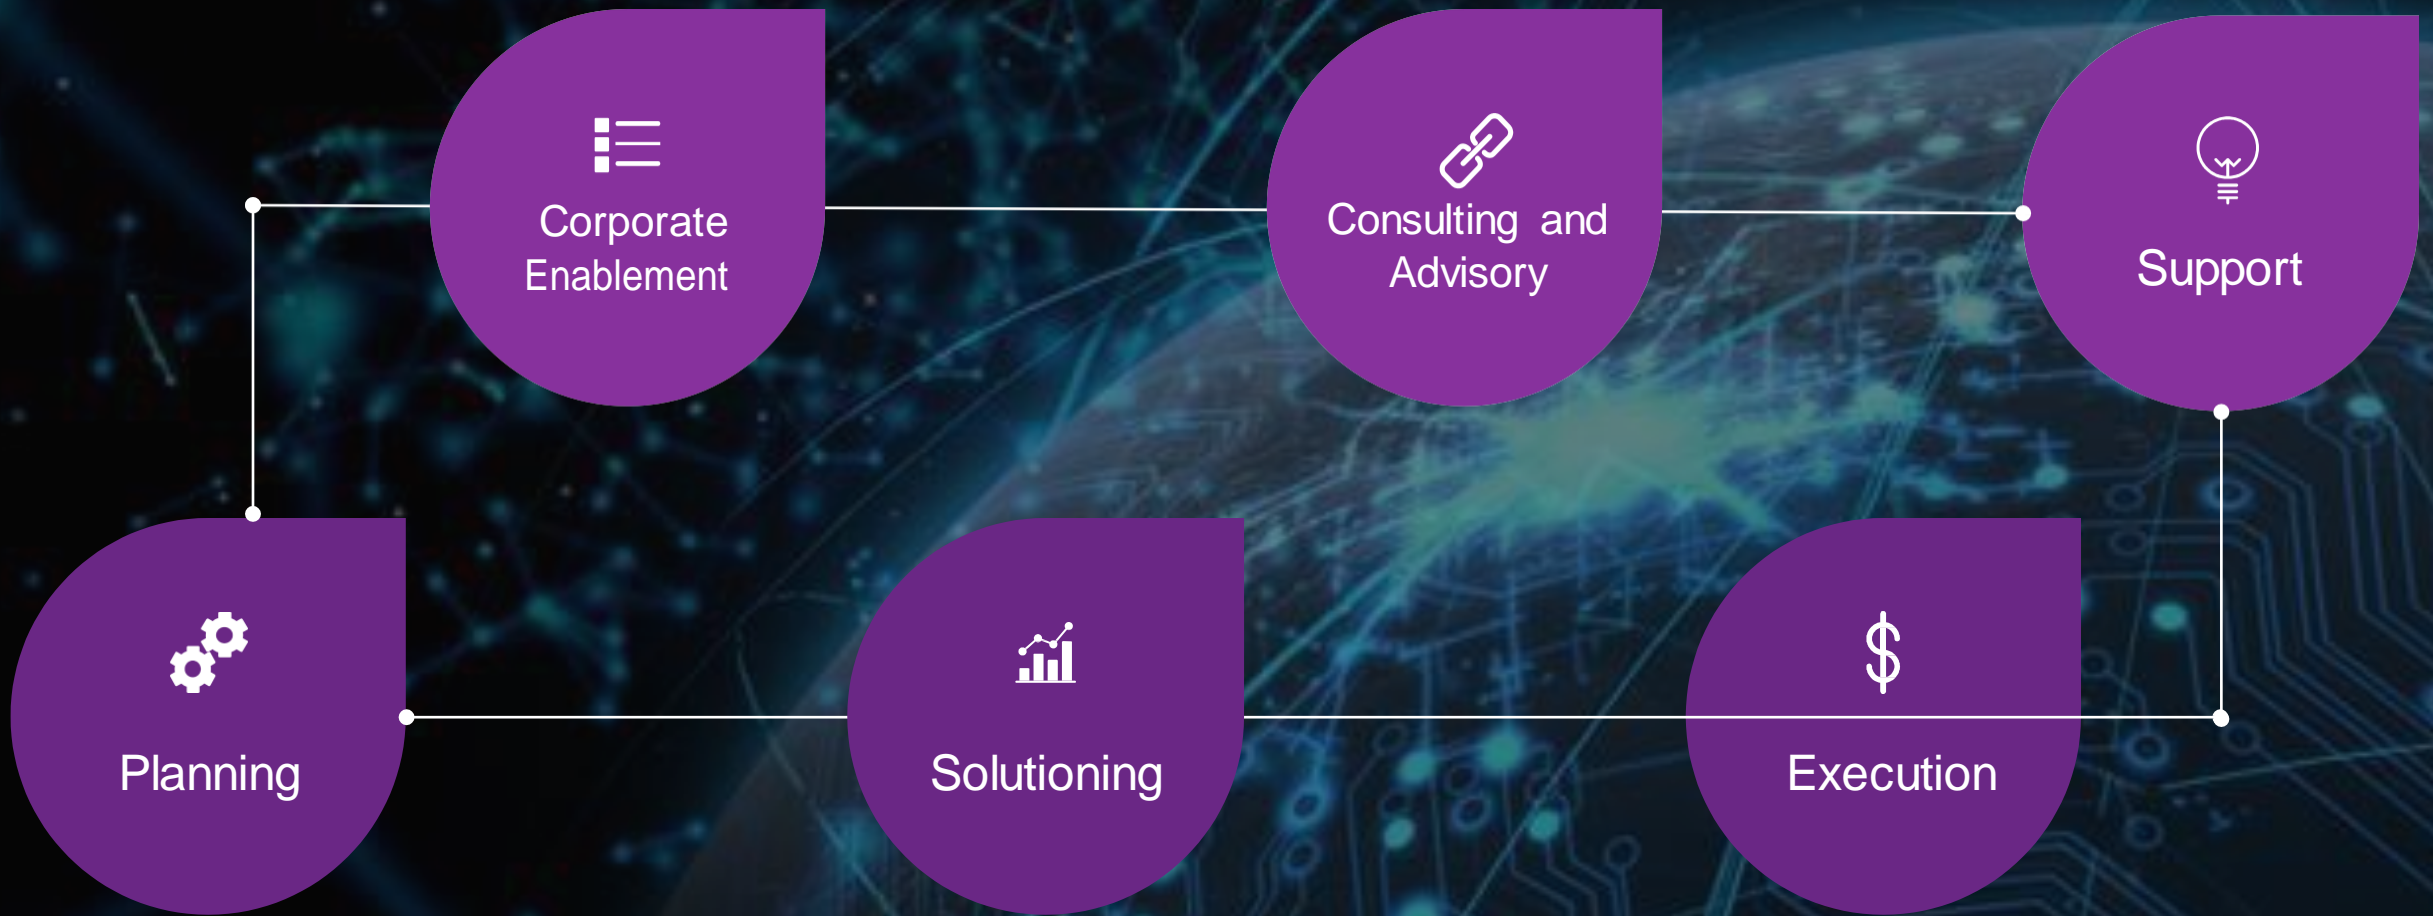 Corporate
Enablement
Consulting and
Advisory
Support
Planning
Solutioning
Execution